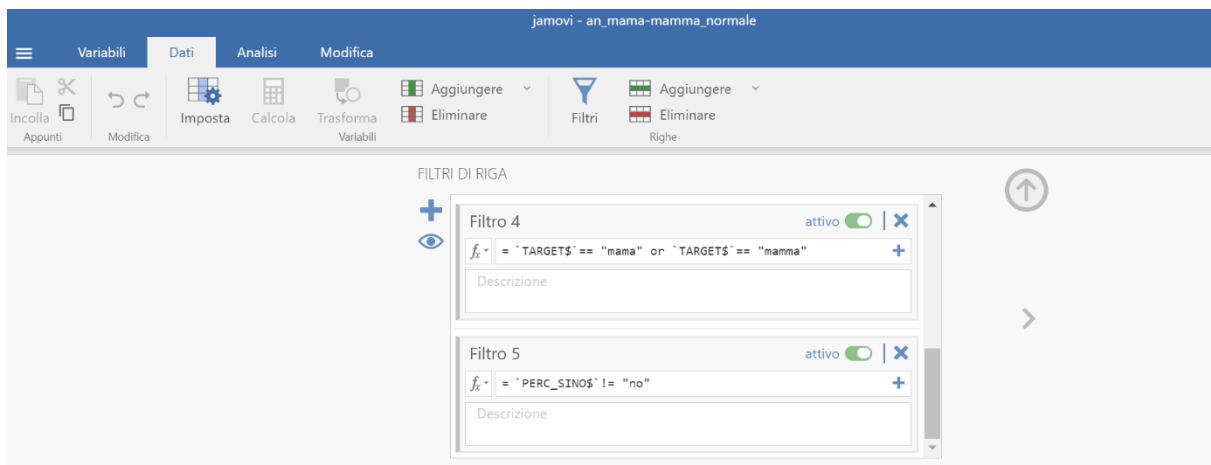 jamovi - an_mama-mamma_normale
Variabili Dati Analisi Modifica
Incolla
Appunti
Modifica
Imposta Calcola Trasforma
Aggiungere
Eliminare
Variabili
Filtri
Aggiungere
Eliminare
Righe
FILTRI DI RIGA
Filtro 4 attivo
fx = `TARGET$`== "mama" or `TARGET$`== "mamma"
Descrizione
Filtro 5 attivo
fx = `PERC_SINO$`!= "no"
Descrizione